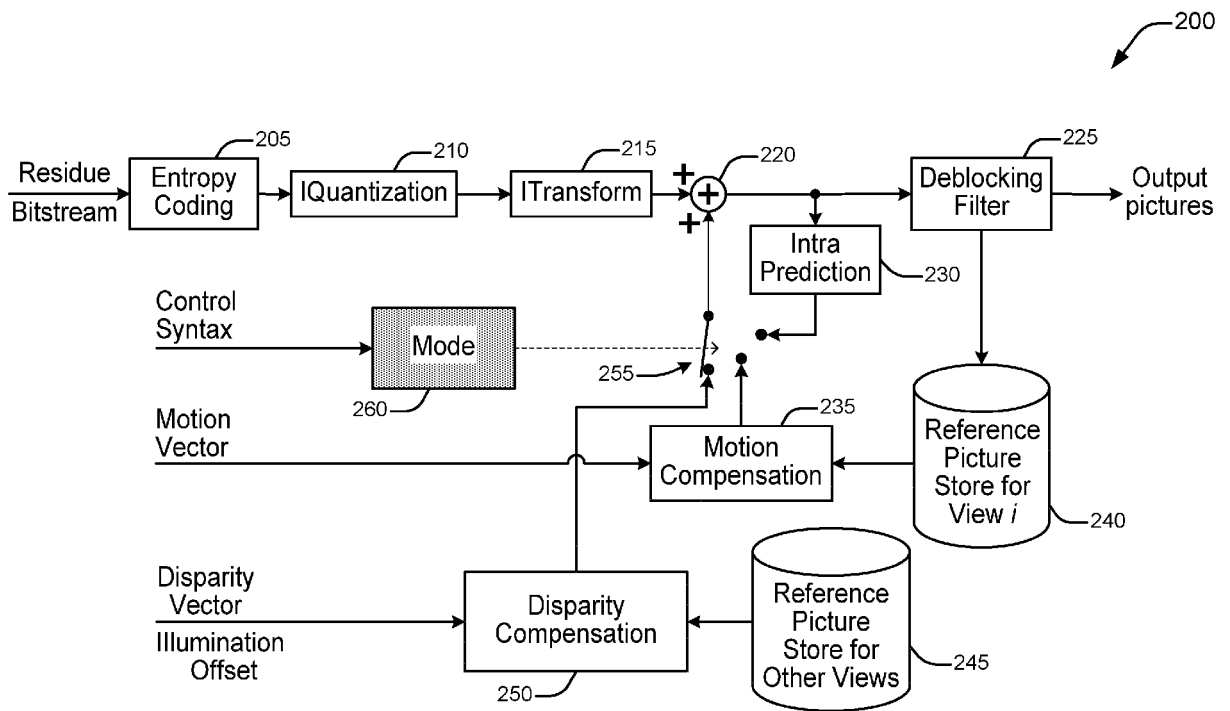 200
205
210
215
220
225
Residue
Bitstream
Entropy
Coding
IQuantization
ITransform
+
+
+
Deblocking
Filter
Output
pictures
Intra
Prediction
230
Control
Syntax
Mode
255
260
Motion
Vector
235
Motion
Compensation
Reference
Picture
Store for
View i
240
Disparity
Vector
Illumination
Offset
Disparity
Compensation
250
Reference
Picture
Store for
Other Views
245